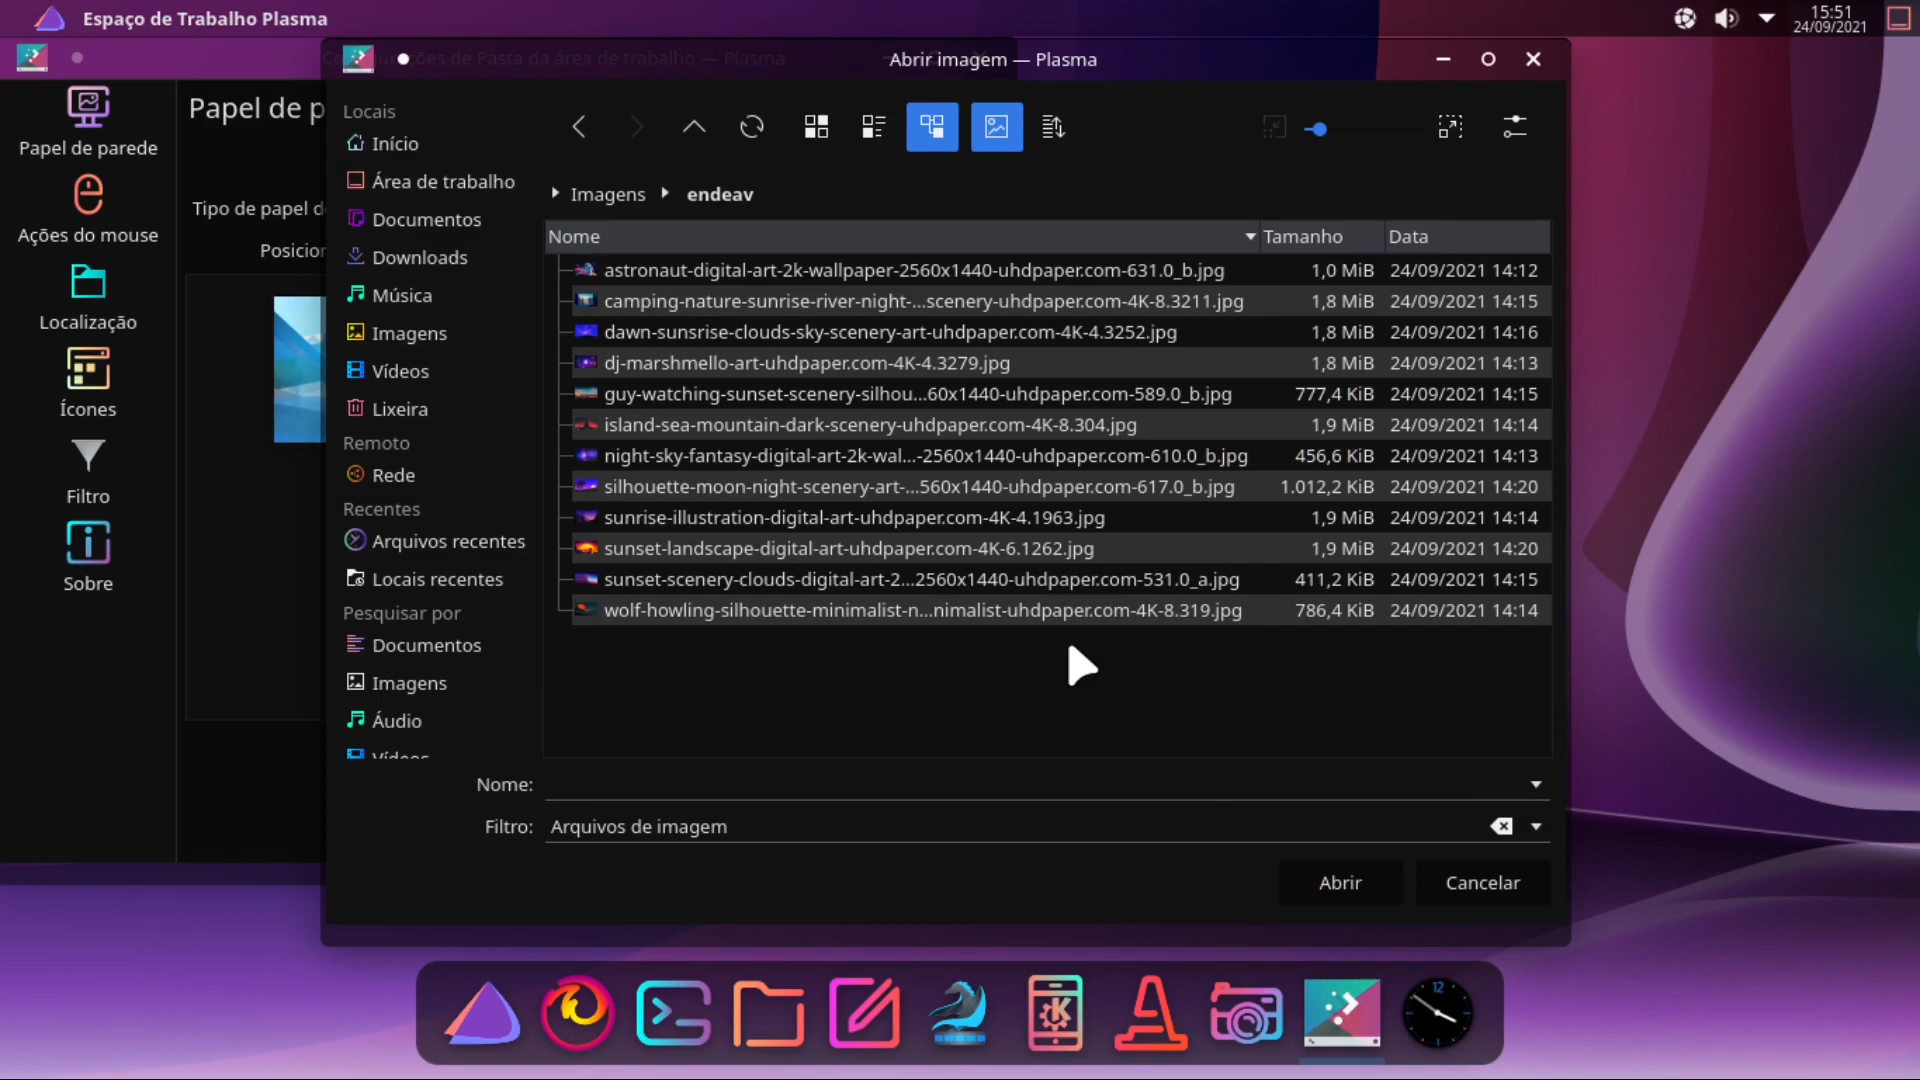 Espaço de Trabalho Plasma
15:51
24/09/2021
Configurações de Pasta da área de trabalho — Plasma
Abrir imagem — Plasma
Papel de parede
Ações do mouse
Localização
Ícones
Filtro
Sobre
Papel de p
Tipo de papel d
Posicion
Locais
Início
Área de trabalho
Documentos
Downloads
Música
Imagens
Vídeos
Lixeira
Remoto
Rede
Recentes
Arquivos recentes
Locais recentes
Pesquisar por
Documentos
Imagens
Áudio
Vídeos
Imagens endeav
Nome Tamanho Data
astronaut-digital-art-2k-wallpaper-2560x1440-uhdpaper.com-631.0_b.jpg 1,0 MiB 24/09/2021 14:12
camping-nature-sunrise-river-night-...scenery-uhdpaper.com-4K-8.3211.jpg 1,8 MiB 24/09/2021 14:15
dawn-sunsrise-clouds-sky-scenery-art-uhdpaper.com-4K-4.3252.jpg 1,8 MiB 24/09/2021 14:16
dj-marshmello-art-uhdpaper.com-4K-4.3279.jpg 1,8 MiB 24/09/2021 14:13
guy-watching-sunset-scenery-silhou...60x1440-uhdpaper.com-589.0_b.jpg 777,4 KiB 24/09/2021 14:15
island-sea-mountain-dark-scenery-uhdpaper.com-4K-8.304.jpg 1,9 MiB 24/09/2021 14:14
night-sky-fantasy-digital-art-2k-wal...-2560x1440-uhdpaper.com-610.0_b.jpg 456,6 KiB 24/09/2021 14:13
silhouette-moon-night-scenery-art-...560x1440-uhdpaper.com-617.0_b.jpg 1.012,2 KiB 24/09/2021 14:20
sunrise-illustration-digital-art-uhdpaper.com-4K-4.1963.jpg 1,9 MiB 24/09/2021 14:14
sunset-landscape-digital-art-uhdpaper.com-4K-6.1262.jpg 1,9 MiB 24/09/2021 14:20
sunset-scenery-clouds-digital-art-2...2560x1440-uhdpaper.com-531.0_a.jpg 411,2 KiB 24/09/2021 14:15
wolf-howling-silhouette-minimalist-n...nimalist-uhdpaper.com-4K-8.319.jpg 786,4 KiB 24/09/2021 14:14
Nome:
Filtro: Arquivos de imagem
Abrir
Cancelar
12